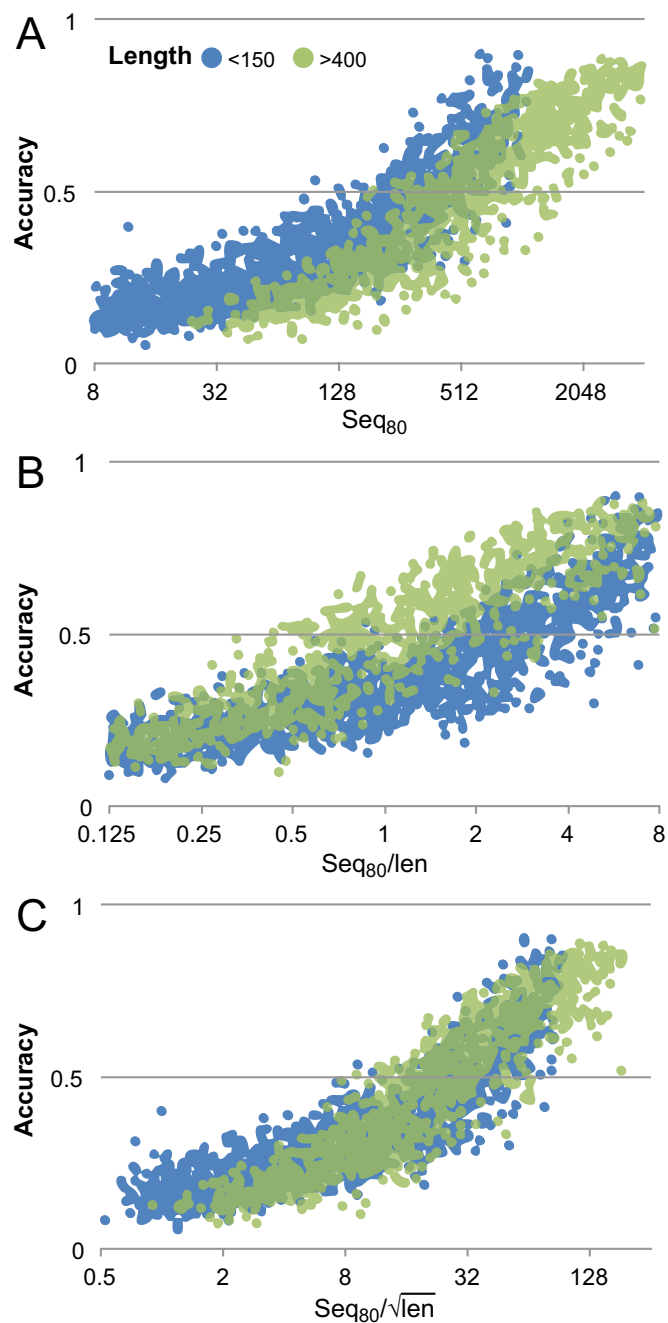 A
1
Length <150 >400
Accuracy
0.5
0
8 32 128 512 2048
Seq₈₀
B
1
Accuracy
0.5
0
0.125 0.25 0.5 1 2 4 8
Seq₈₀/len
C
1
Accuracy
0.5
0
0.5 2 8 32 128
Seq₈₀/√len